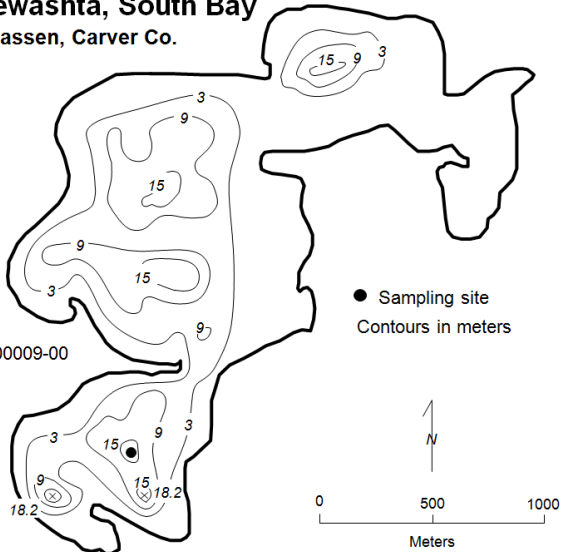 ewashta, South Bay
assen, Carver Co.
15 9 3
3
9
15
9
15
3
9
Sampling site
Contours in meters
00009-00
3
3
9
15
N
15
9
18.2
18.2
0 500 1000
Meters